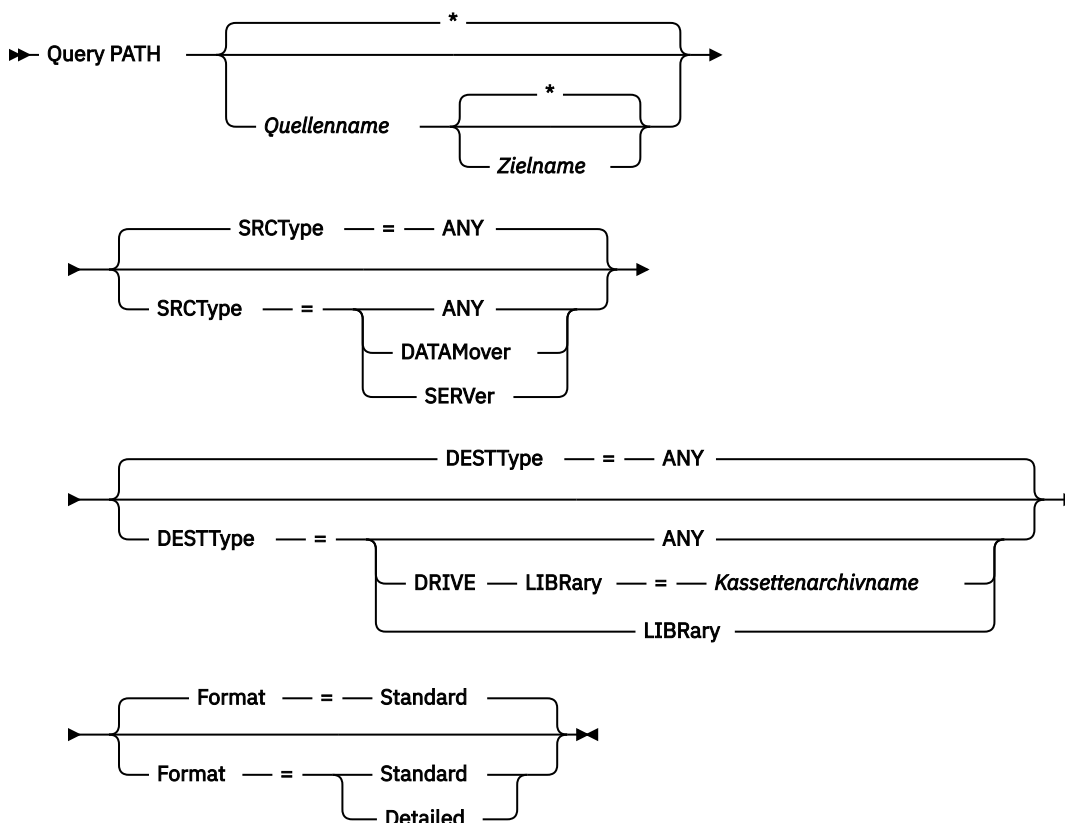 *
Query PATH
*
Quellenname
Zielname
SRCType = ANY
SRCType = ANY
DATAMover
SERVer
DESTType = ANY
DESTType = ANY
DRIVE LIBRary = Kassettenarchivname
LIBRary
Format = Standard
Format = Standard
Detailed